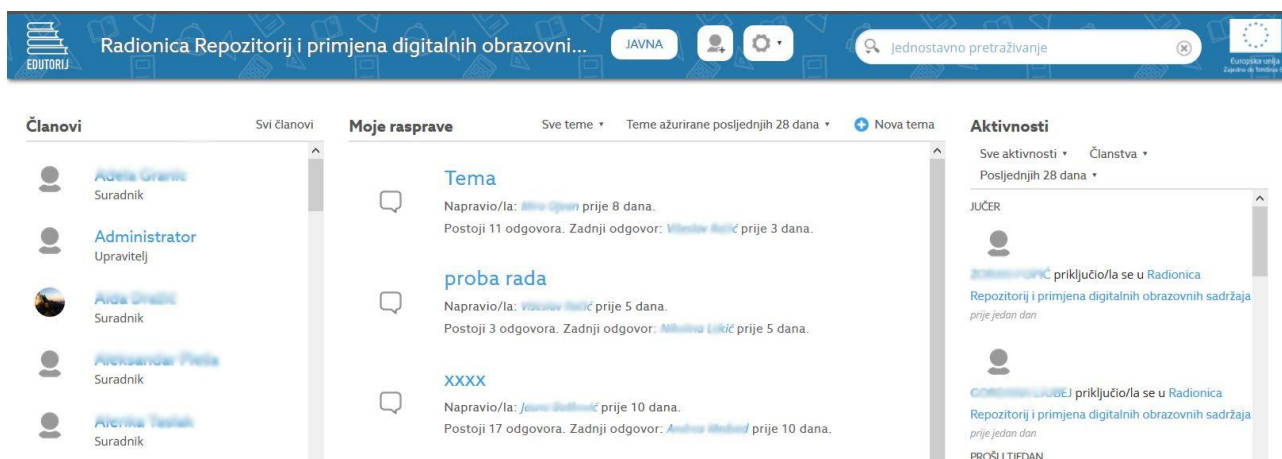 EDUTORIJ
Radionica Repozitorij i primjena digitalnih obrazovni...
JAVNA
Jednostavno pretraživanje
Europska unija
Članovi
Svi članovi
Suradnik
Administrator
Upravitelj
Suradnik
Suradnik
Suradnik
Moje rasprave
Sve teme
Teme ažurirane posljednjih 28 dana
Nova tema
Tema
Napravio/la: prije 8 dana.
Postoji 11 odgovora. Zadnji odgovor: prije 3 dana.
proba rada
Napravio/la: prije 5 dana.
Postoji 3 odgovora. Zadnji odgovor: prije 5 dana.
xxxx
Napravio/la: prije 10 dana.
Postoji 17 odgovora. Zadnji odgovor: prije 10 dana.
Aktivnosti
Sve aktivnosti
Članstva
Posljednjih 28 dana
JUČER
priključio/la se u Radionica
Repozitorij i primjena digitalnih obrazovnih sadržaja
prije jedan dan
priključio/la se u Radionica
Repozitorij i primjena digitalnih obrazovnih sadržaja
prije jedan dan
PROŠLI TJEDAN